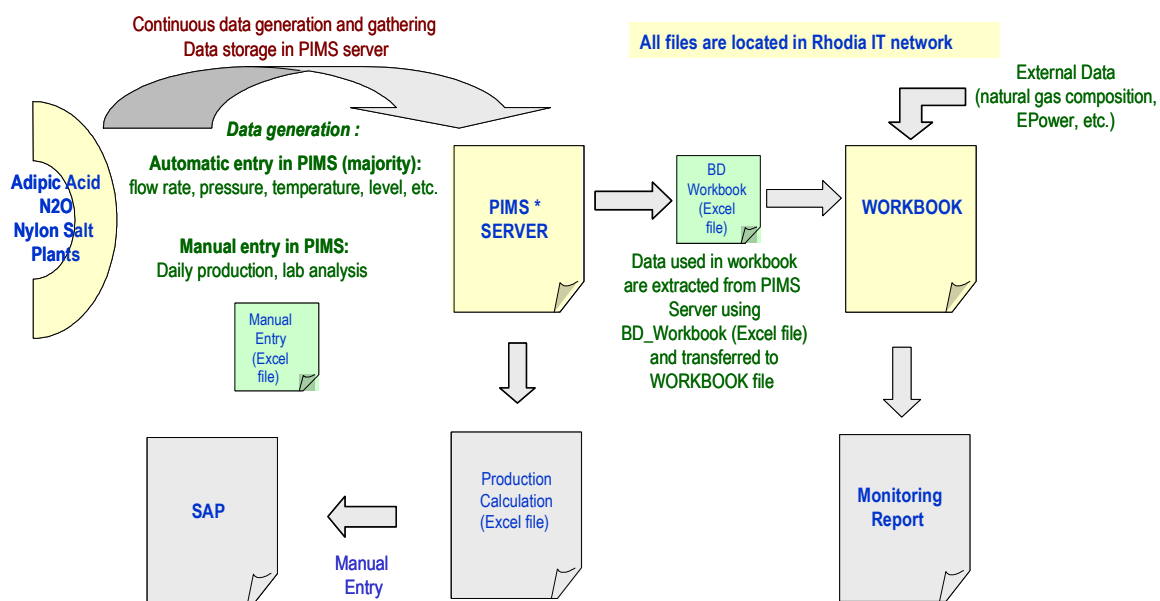 Continuous data generation and gathering
Data storage in PIMS server
All files are located in Rhodia IT network
External Data
(natural gas composition,
EPower, etc.)
Data generation :
Automatic entry in PIMS (majority):
flow rate, pressure, temperature, level, etc.
Adipic Acid
N2O
Nylon Salt
Plants
Manual entry in PIMS:
Daily production, lab analysis
Manual
Entry
(Excel
file)
PIMS *
SERVER
BD
Workbook
(Excel
file)
WORKBOOK
Data used in workbook
are extracted from PIMS
Server using
BD_Workbook (Excel file)
and transferred to
WORKBOOK file
SAP
Manual
Entry
Production
Calculation
(Excel file)
Monitoring
Report